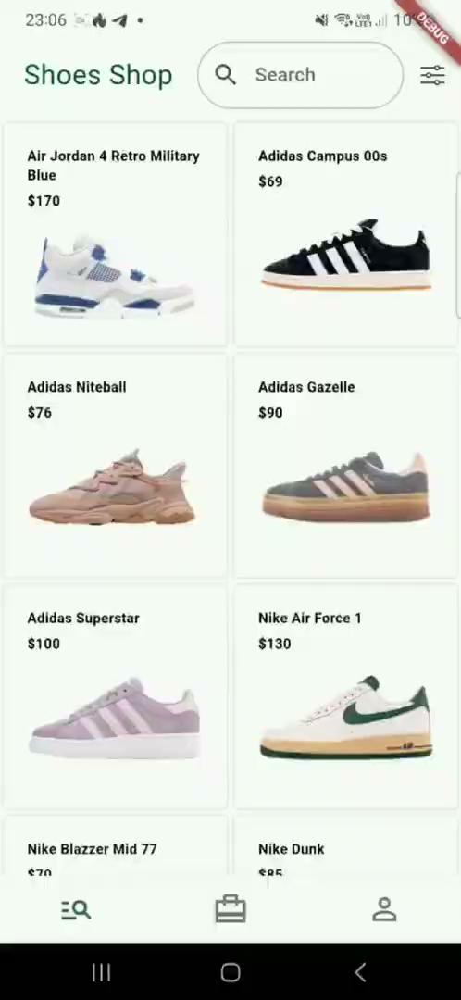 23:06
DEBUG
Shoes Shop
Search
Air Jordan 4 Retro Military
Blue
$170
Adidas Campus 00s
$69
Adidas Niteball
$76
Adidas Gazelle
$90
Adidas Superstar
$100
Nike Air Force 1
$130
Nike Blazzer Mid 77
$70
Nike Dunk
$85